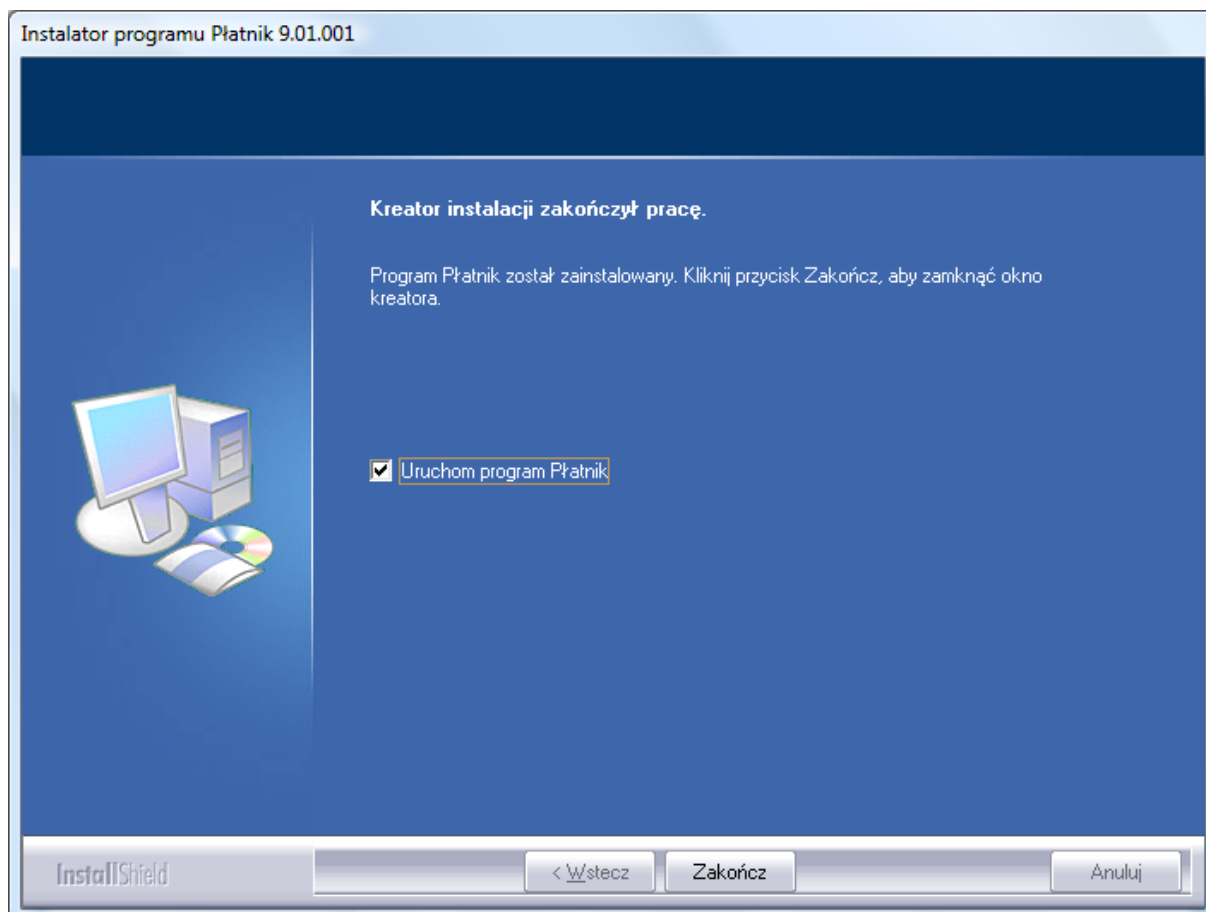 Instalator programu Płatnik 9.01.001
Kreator instalacji zakończył pracę.
Program Płatnik został zainstalowany. Kliknij przycisk Zakończ, aby zamknąć okno
kreatora.
Uruchom program Płatnik
InstallShield
< Wstecz
Zakończ
Anuluj